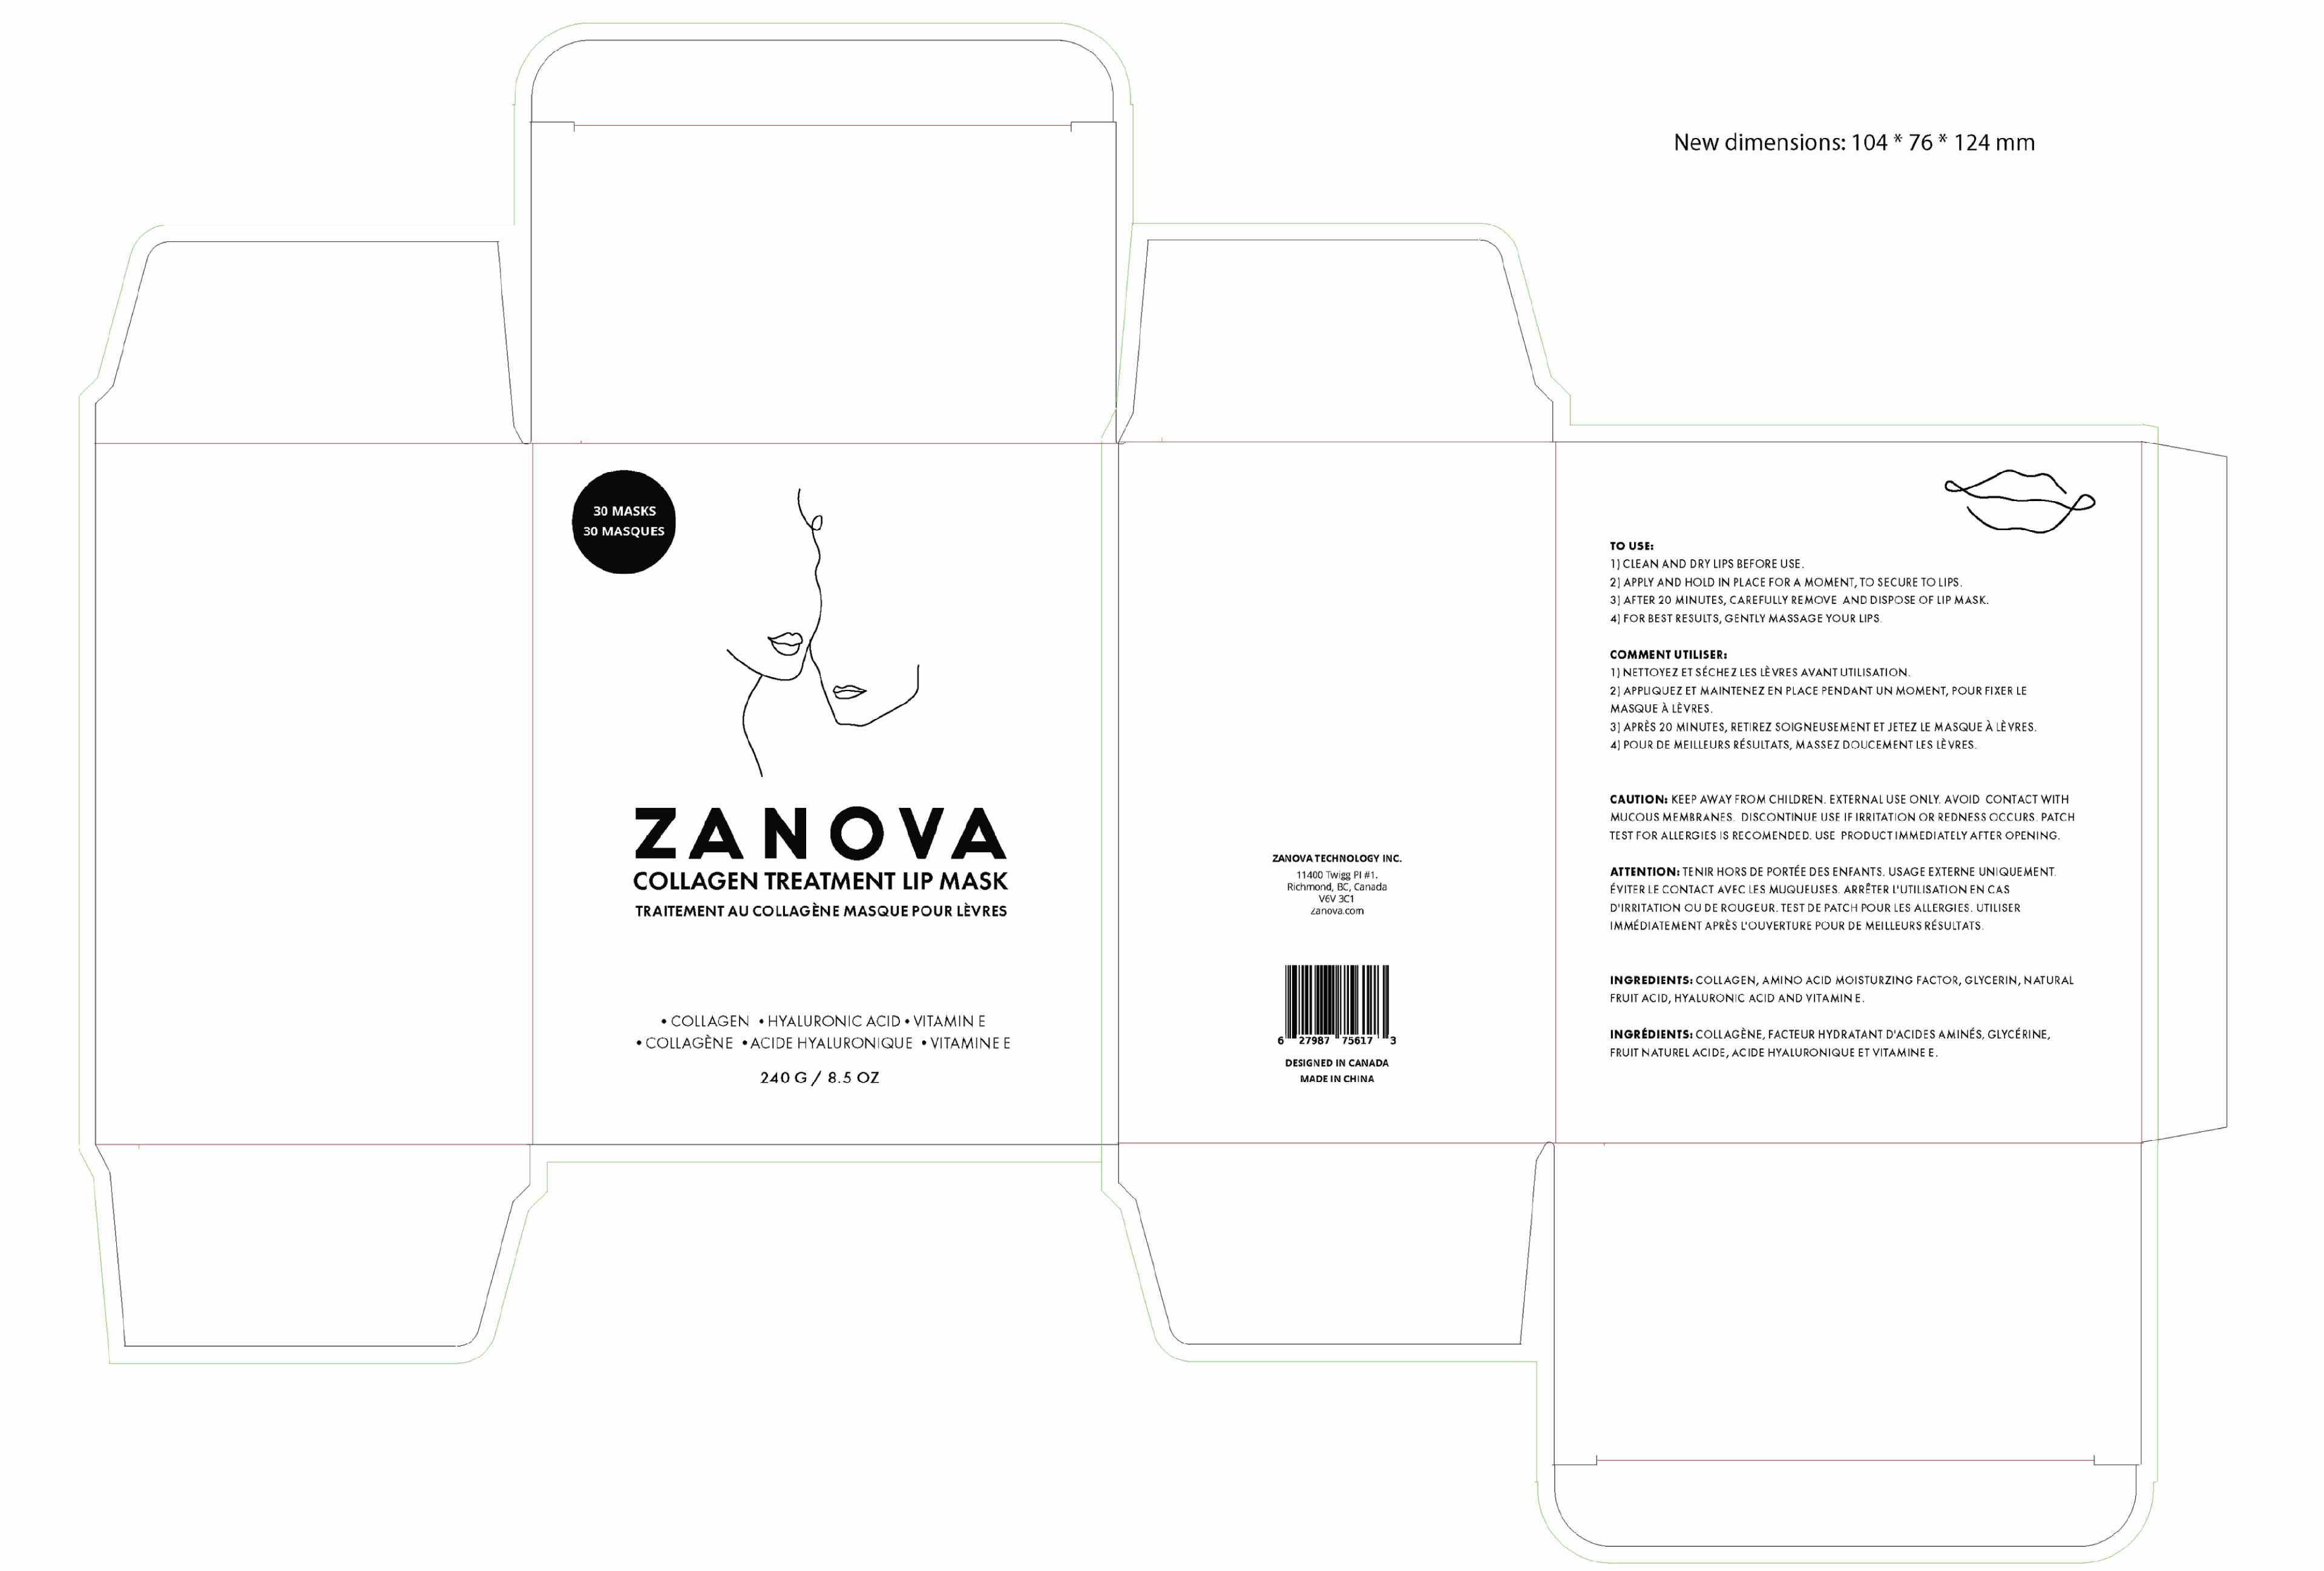 New dimensions: 104 * 76 * 124 mm
30 MASKS
30 MASQUES
ZANOVA
COLLAGEN TREATMENT LIP MASK
TRAITEMENT AU COLLAGÈNE MASQUE POUR LÈVRES
• COLLAGEN • HYALURONIC ACID • VITAMIN E
• COLLAGÈNE • ACIDE HYALURONIQUE • VITAMINE E
240 G / 8.5 OZ
ZANOVA TECHNOLOGY INC.
11400 Twigg Pl #1.
Richmond, BC, Canada
V6V 3C1
zanova.com
6 27987 75617 3
DESIGNED IN CANADA
MADE IN CHINA
TO USE:
1) CLEAN AND DRY LIPS BEFORE USE.
2) APPLY AND HOLD IN PLACE FOR A MOMENT, TO SECURE TO LIPS.
3) AFTER 20 MINUTES, CAREFULLY REMOVE AND DISPOSE OF LIP MASK.
4) FOR BEST RESULTS, GENTLY MASSAGE YOUR LIPS.
COMMENT UTILISER:
1) NETTOYEZ ET SÉCHEZ LES LÈVRES AVANT UTILISATION.
2) APPLIQUEZ ET MAINTENEZ EN PLACE PENDANT UN MOMENT, POUR FIXER LE
MASQUE À LÈVRES.
3) APRÈS 20 MINUTES, RETIREZ SOIGNEUSEMENT ET JETEZ LE MASQUE À LÈVRES.
4) POUR DE MEILLEURS RÉSULTATS, MASSEZ DOUCEMENT LES LÈVRES.
CAUTION: KEEP AWAY FROM CHILDREN. EXTERNAL USE ONLY. AVOID CONTACT WITH
MUCOUS MEMBRANES. DISCONTINUE USE IF IRRITATION OR REDNESS OCCURS. PATCH
TEST FOR ALLERGIES IS RECOMENDED. USE PRODUCT IMMEDIATELY AFTER OPENING.
ATTENTION: TENIR HORS DE PORTÉE DES ENFANTS. USAGE EXTERNE UNIQUEMENT.
ÉVITER LE CONTACT AVEC LES MUQUEUSES. ARRÊTER L'UTILISATION EN CAS
D'IRRITATION OU DE ROUGEUR. TEST DE PATCH POUR LES ALLERGIES. UTILISER
IMMÉDIATEMENT APRÈS L'OUVERTURE POUR DE MEILLEURS RÉSULTATS.
INGREDIENTS: COLLAGEN, AMINO ACID MOISTURZING FACTOR, GLYCERIN, NATURAL
FRUIT ACID, HYALURONIC ACID AND VITAMIN E.
INGRÉDIENTS: COLLAGÈNE, FACTEUR HYDRATANT D'ACIDES AMINÉS, GLYCÉRINE,
FRUIT NATUREL ACIDE, ACIDE HYALURONIQUE ET VITAMINE E.